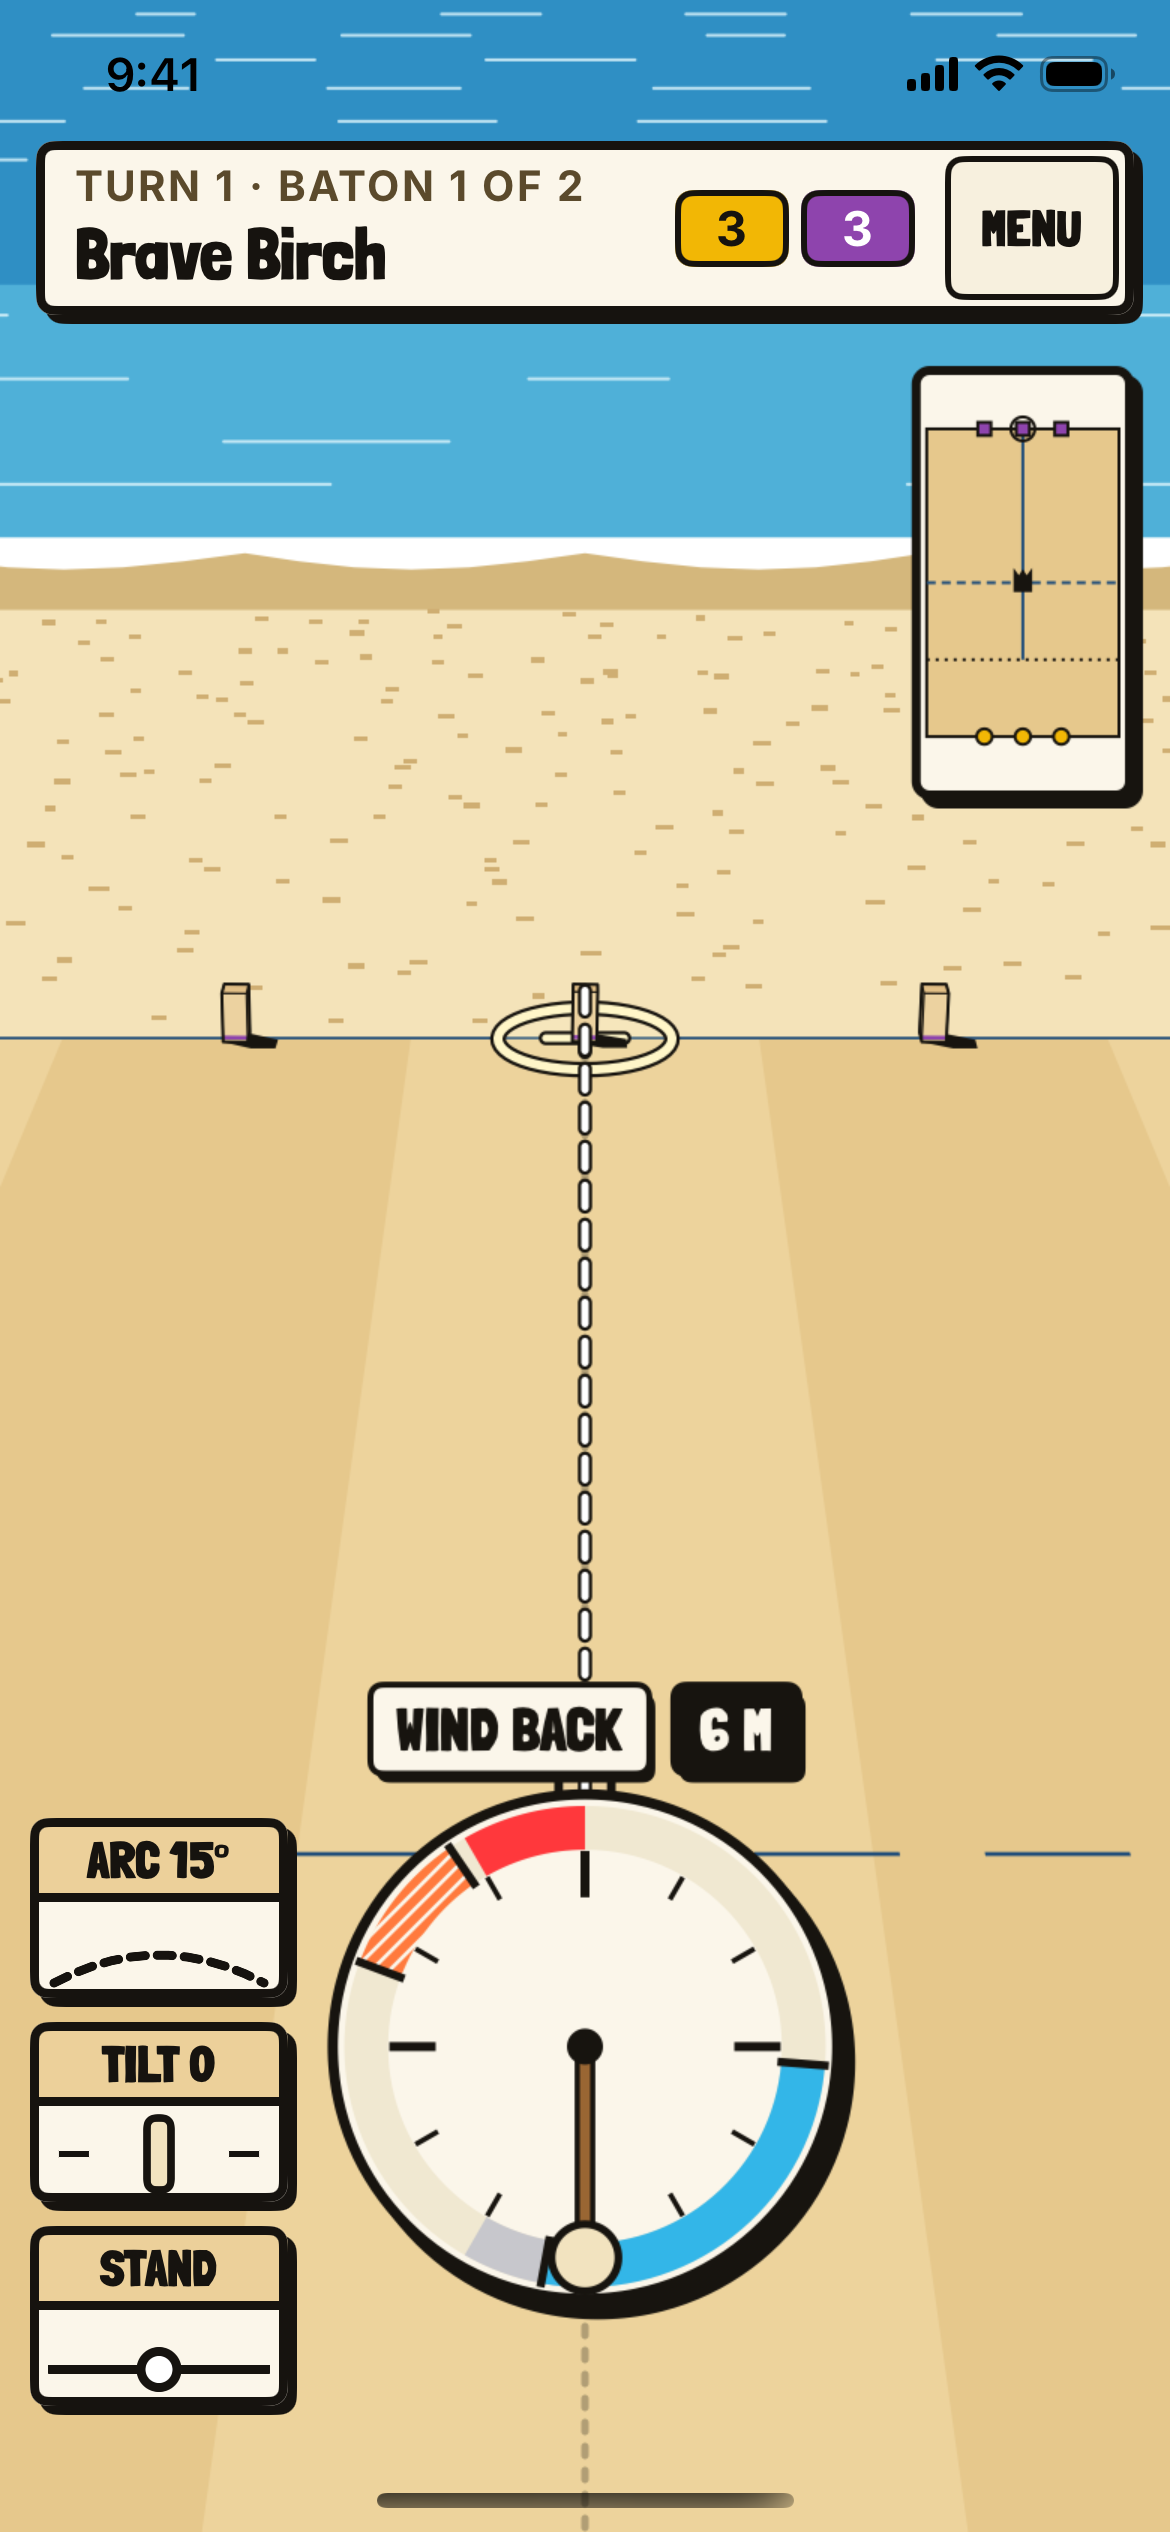 9:41
TURN 1 · BATON 1 OF 2
Brave Birch
3
3
MENU
WIND BACK
6 M
ARC 15°
TILT 0
STAND